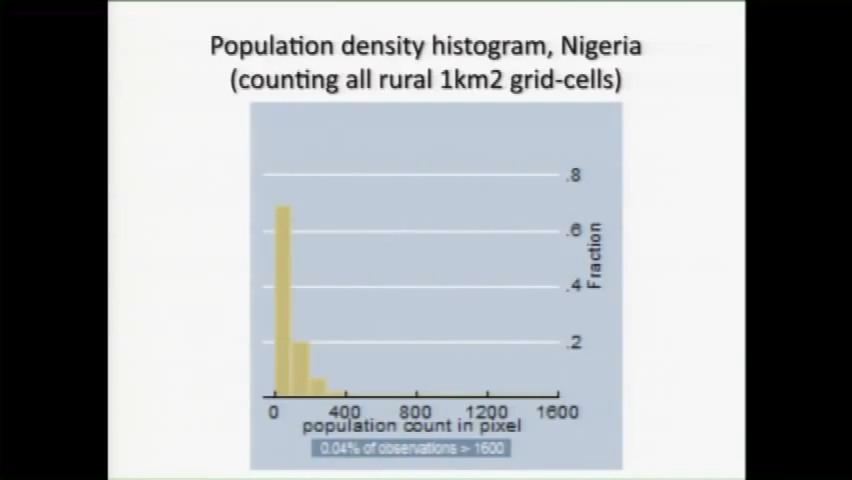 Population density histogram, Nigeria
(counting all rural 1km2 grid-cells)
.8
.6
.4
.2
Fraction
0 400 800 1200 1600
population count in pixel
0.04% of observations > 1600